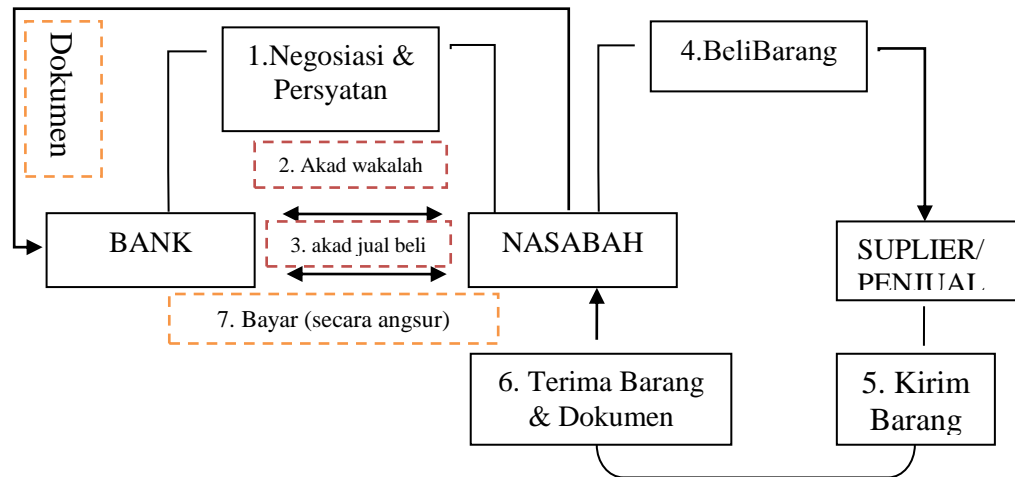 Dokumen
1.Negosiasi &
Persyatan
4.BeliBarang
2. Akad wakalah
BANK
3. akad jual beli
NASABAH
SUPLIER/
PENJUAL
7. Bayar (secara angsur)
6. Terima Barang
& Dokumen
5. Kirim
Barang